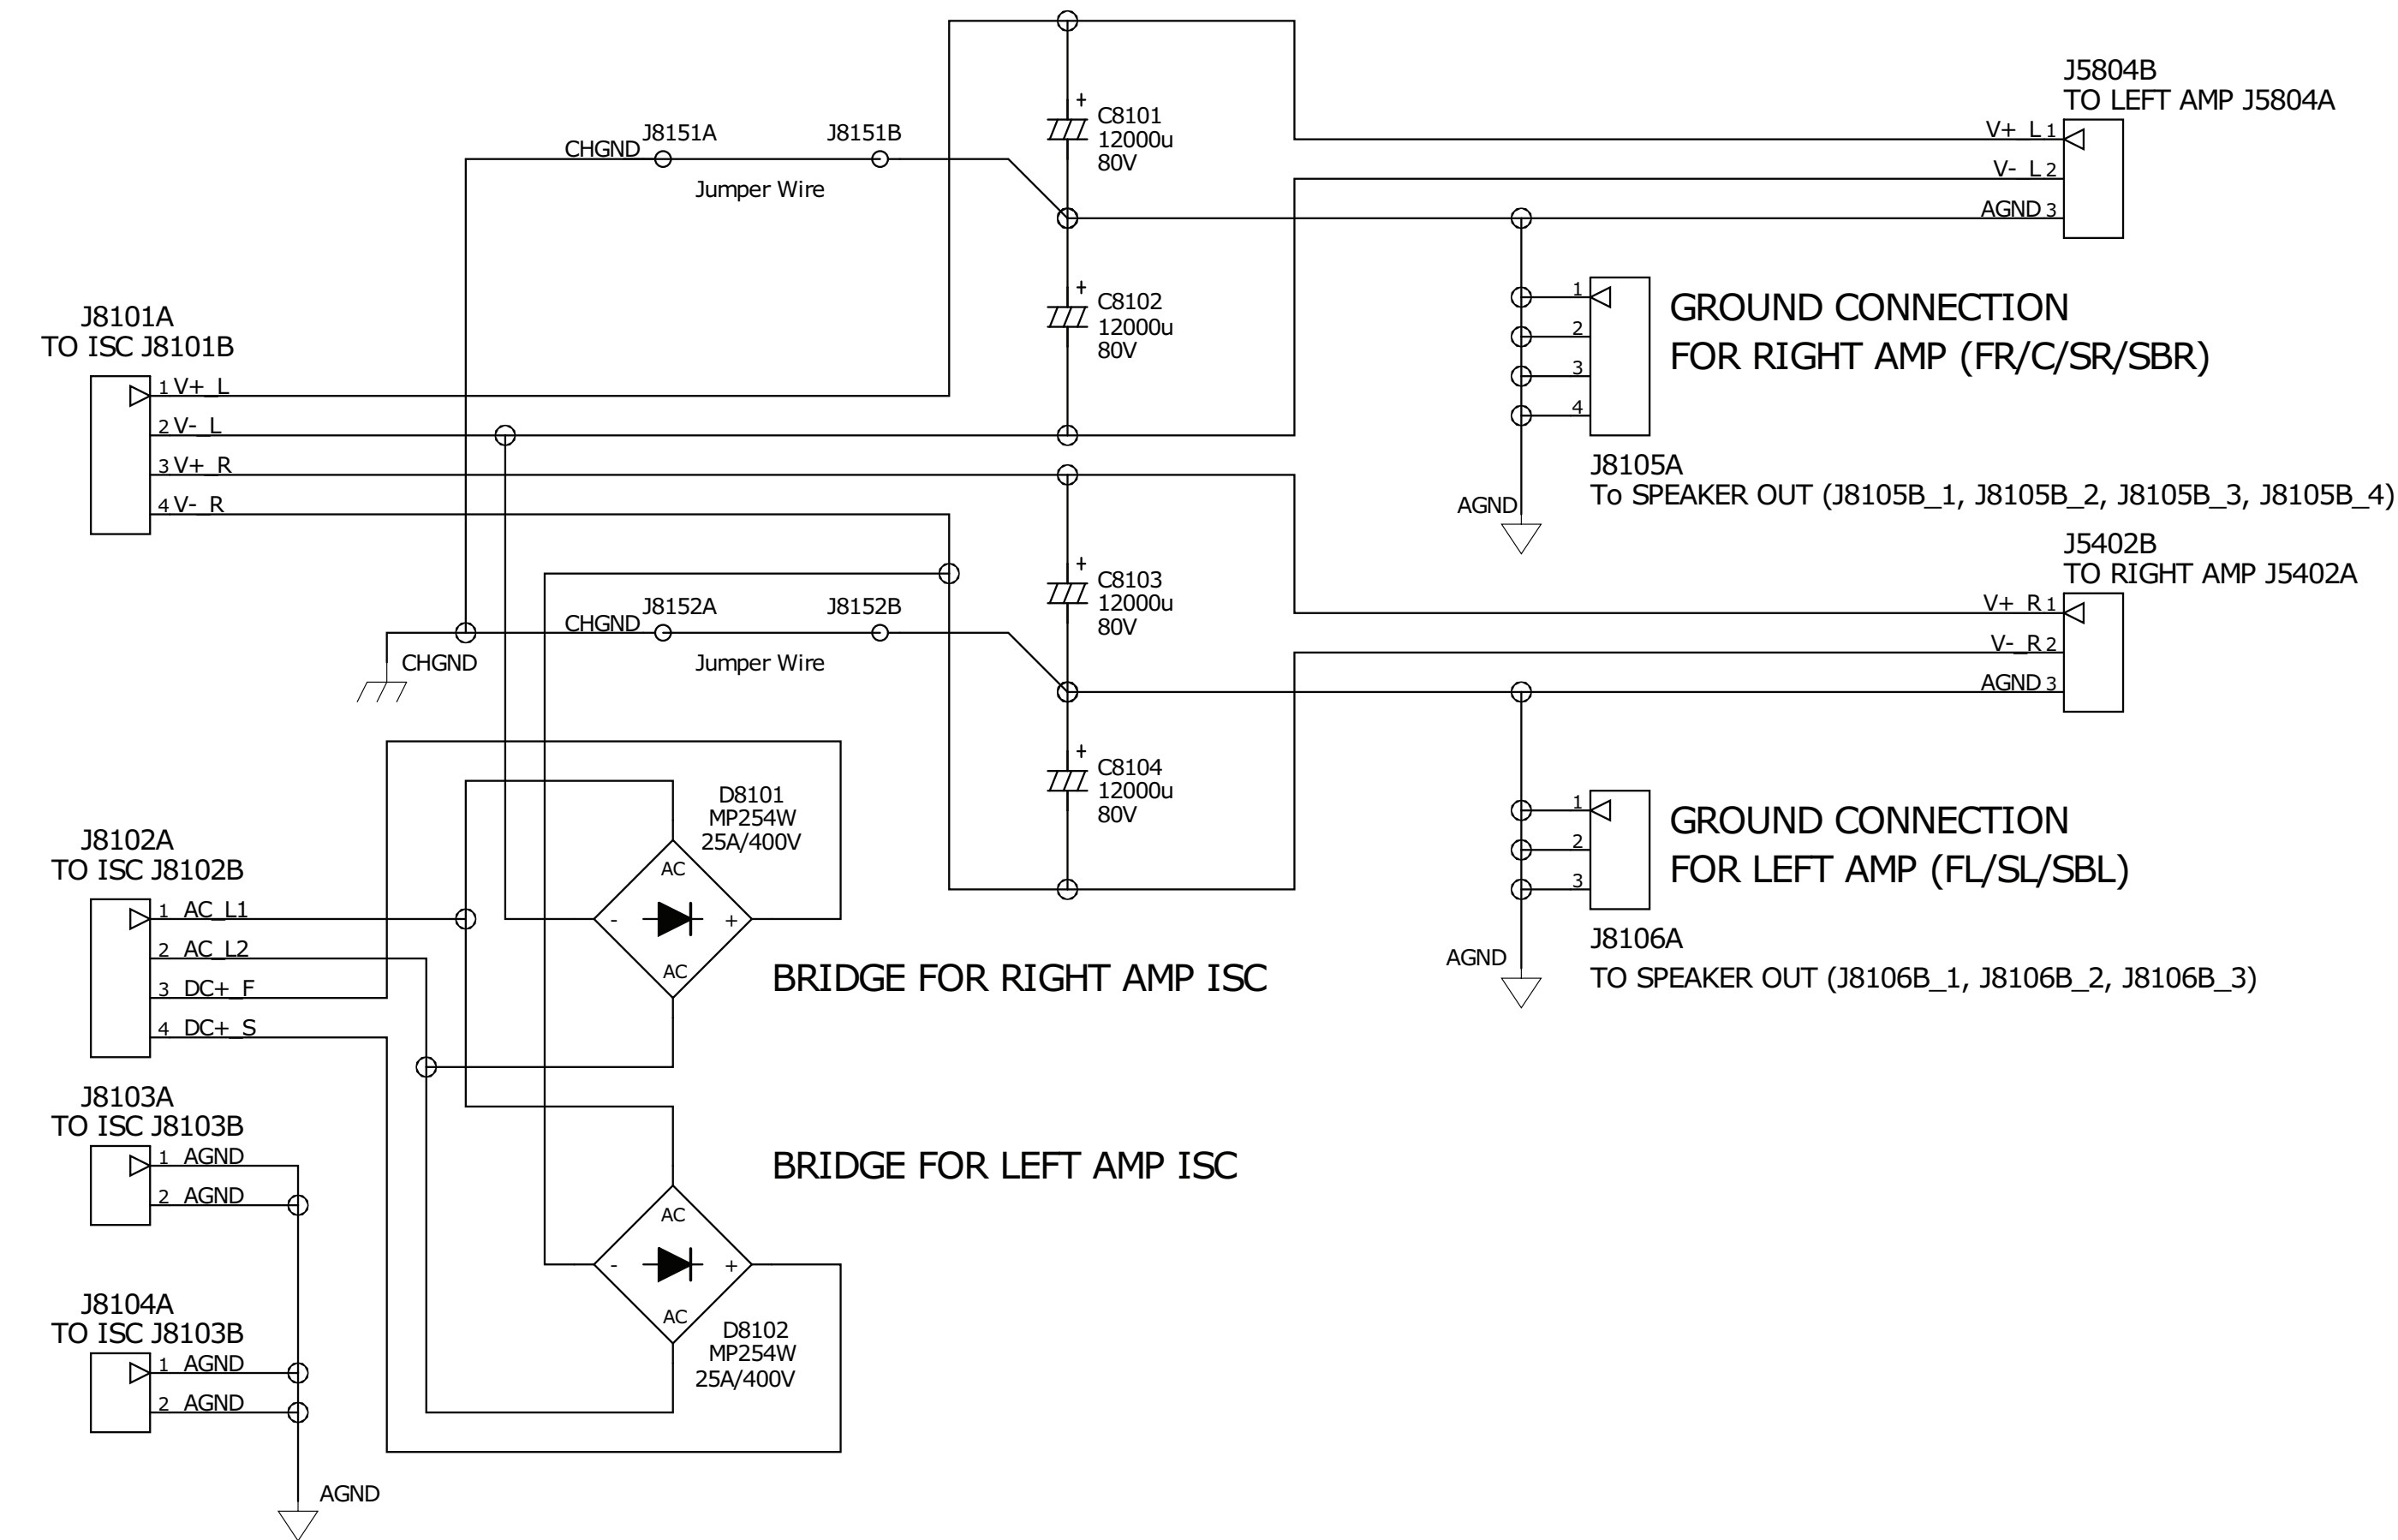 J5804B
TO LEFT AMP J5804A
V+_L 1
V-_L 2
AGND 3
+
C8101
12000u
80V
CHGND
J8151A
J8151B
Jumper Wire
+
C8102
12000u
80V
1
2
3
4
GROUND CONNECTION
FOR RIGHT AMP (FR/C/SR/SBR)
J8105A
To SPEAKER OUT (J8105B_1, J8105B_2, J8105B_3, J8105B_4)
AGND
J8101A
TO ISC J8101B
1 V+_L
2 V-_L
3 V+_R
4 V-_R
J5402B
TO RIGHT AMP J5402A
V+_R 1
V-_R 2
AGND 3
+
C8103
12000u
80V
CHGND
J8152A
J8152B
Jumper Wire
CHGND
+
C8104
12000u
80V
1
2
3
GROUND CONNECTION
FOR LEFT AMP (FL/SL/SBL)
J8106A
TO SPEAKER OUT (J8106B_1, J8106B_2, J8106B_3)
AGND
D8101
MP254W
25A/400V
AC
-
+
AC
BRIDGE FOR RIGHT AMP ISC
J8102A
TO ISC J8102B
1 AC_L1
2 AC_L2
3 DC+_F
4 DC+_S
J8103A
TO ISC J8103B
1 AGND
2 AGND
BRIDGE FOR LEFT AMP ISC
AC
-
+
AC
D8102
MP254W
25A/400V
J8104A
TO ISC J8103B
1 AGND
2 AGND
AGND